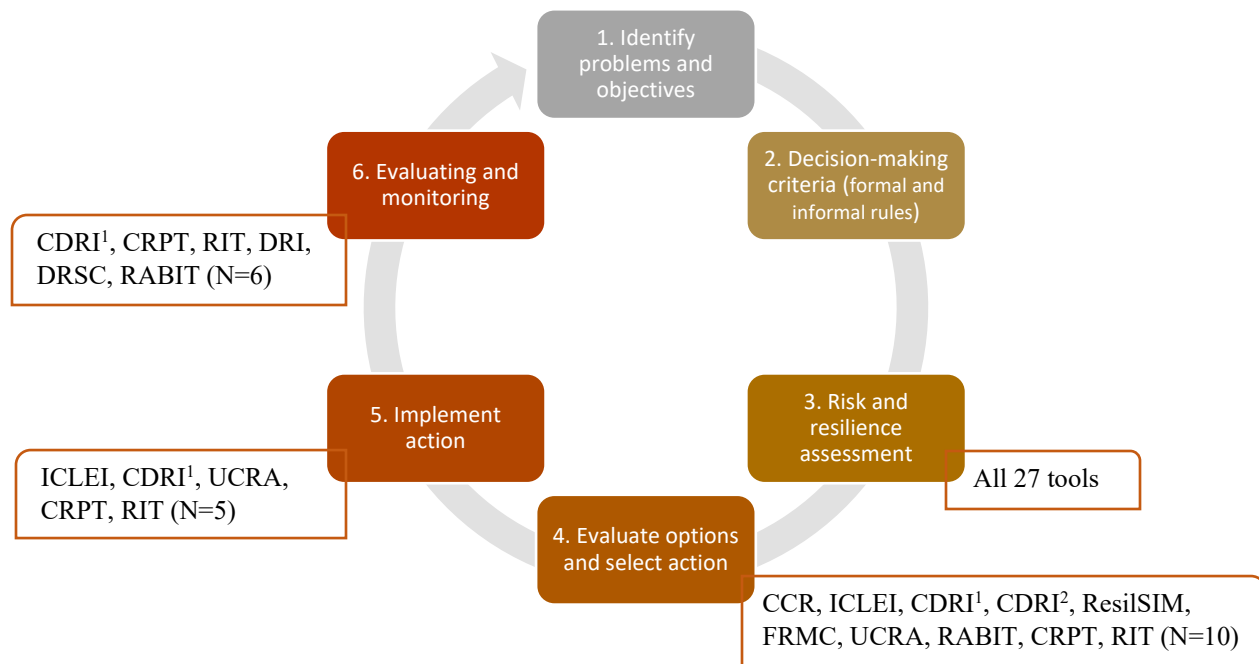 1. Identify
problems and
objectives
2. Decision-making
criteria (formal and
informal rules)
3. Risk and
resilience
assessment
All 27 tools
4. Evaluate options
and select action
CCR, ICLEI, CDRI¹, CDRI², ResilSIM,
FRMC, UCRA, RABIT, CRPT, RIT (N=10)
5. Implement
action
ICLEI, CDRI¹, UCRA,
CRPT, RIT (N=5)
6. Evaluating and
monitoring
CDRI¹, CRPT, RIT, DRI,
DRSC, RABIT (N=6)